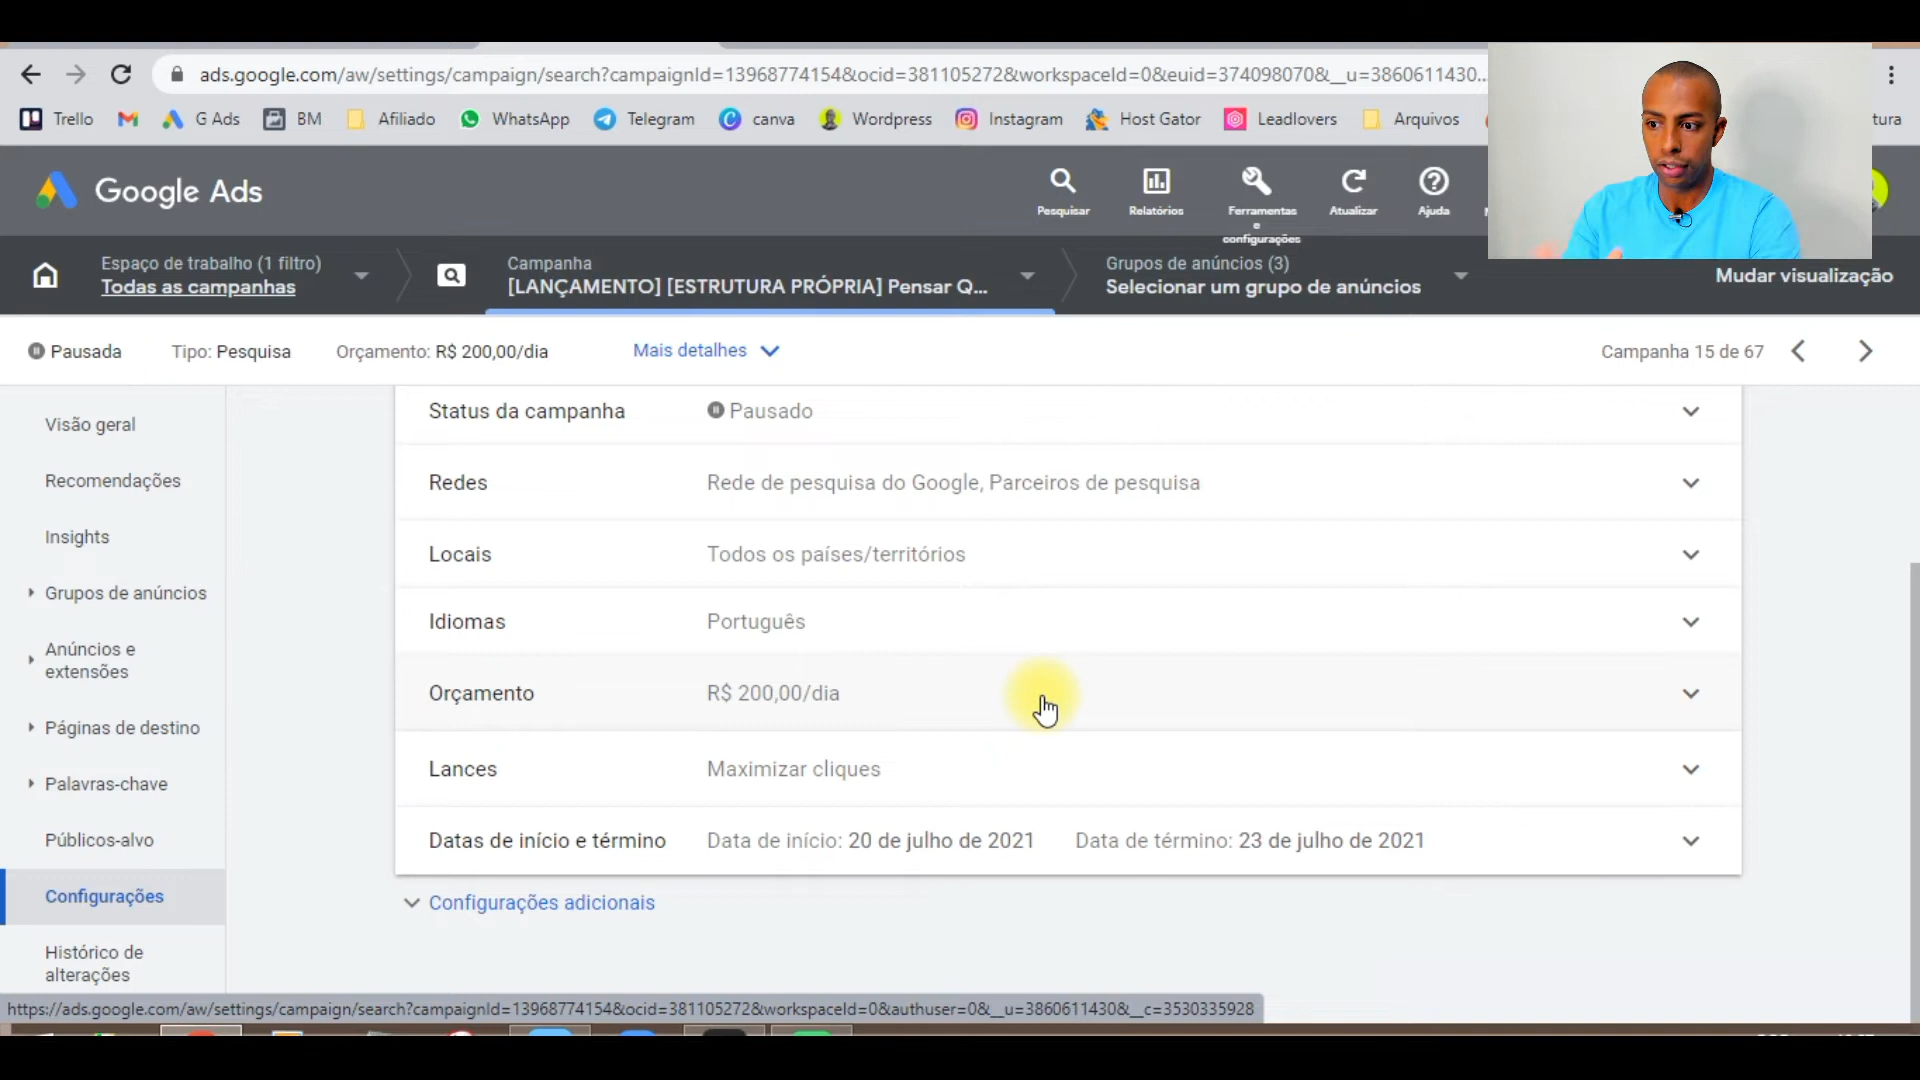 ads.google.com/aw/settings/campaign/search?campaignId=13968774154&ocid=381105272&workspaceId=0&euid=374098070&__u=3860611430...
Trello
G Ads
BM
Afiliado
WhatsApp
Telegram
canva
Wordpress
Instagram
Host Gator
Leadlovers
Arquivos
tura
Google Ads
Pesquisar
Relatórios
Ferramentas
e
configurações
Atualizar
Ajuda
Espaço de trabalho (1 filtro)
Todas as campanhas
Campanha
[LANÇAMENTO] [ESTRUTURA PRÓPRIA] Pensar Q...
Grupos de anúncios (3)
Selecionar um grupo de anúncios
Mudar visualização
Pausada
Tipo: Pesquisa
Orçamento: R$ 200,00/dia
Mais detalhes
Campanha 15 de 67
Visão geral
Recomendações
Insights
Grupos de anúncios
Anúncios e
extensões
Páginas de destino
Palavras-chave
Públicos-alvo
Configurações
Histórico de
alterações
Status da campanha
Pausado
Redes
Rede de pesquisa do Google, Parceiros de pesquisa
Locais
Todos os países/territórios
Idiomas
Português
Orçamento
R$ 200,00/dia
Lances
Maximizar cliques
Datas de início e término
Data de início: 20 de julho de 2021
Data de término: 23 de julho de 2021
Configurações adicionais
https://ads.google.com/aw/settings/campaign/search?campaignId=13968774154&ocid=381105272&workspaceId=0&authuser=0&__u=3860611430&__c=3530335928